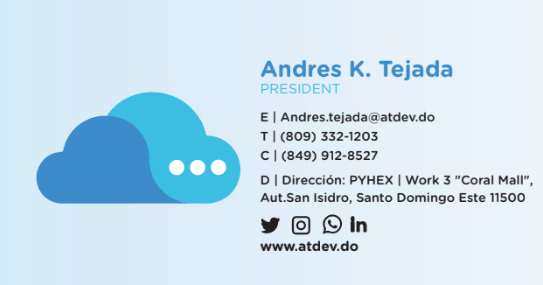 Andres K. Tejada
PRESIDENT
E | Andres.tejada@atdev.do
T | (809) 332-1203
C | (849) 912-8527
D | Dirección: PYHEX | Work 3 "Coral Mall",
Aut.San Isidro, Santo Domingo Este 11500
in
www.atdev.do